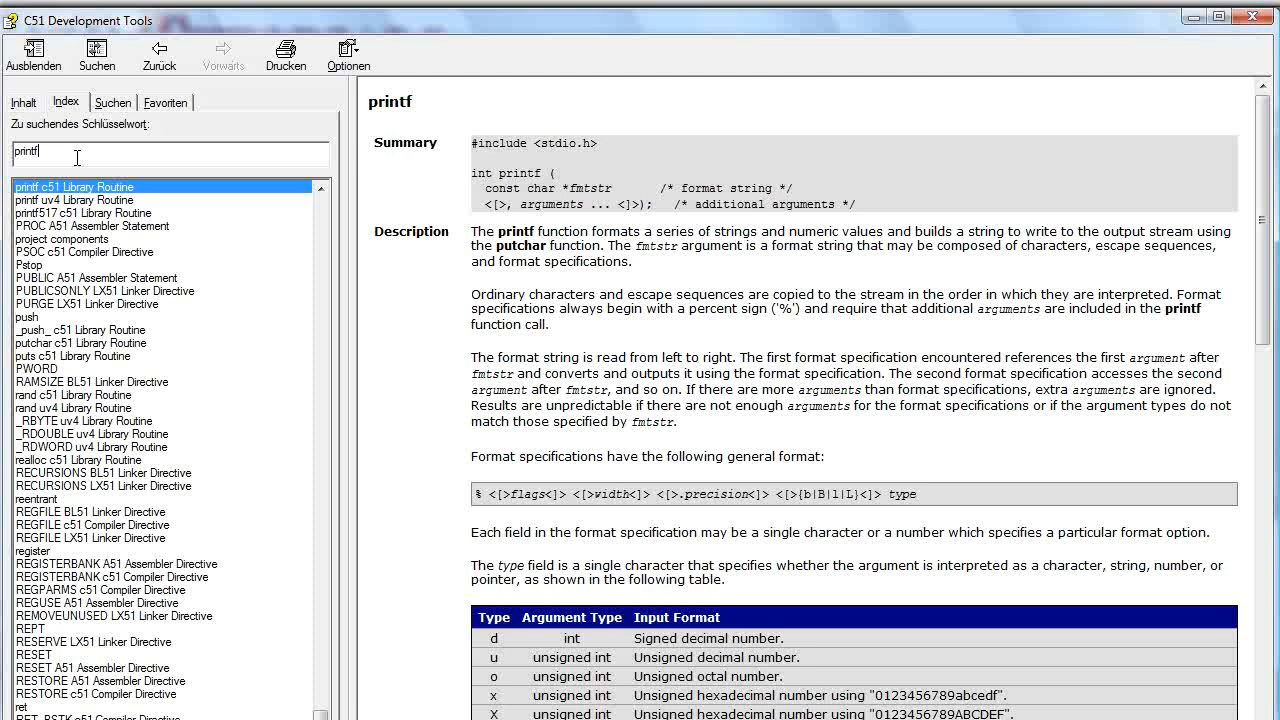 C51 Development Tools
Ausblenden Suchen Zurück Vorwärts Drucken Optionen
Inhalt Index Suchen Favoriten
Zu suchendes Schlüsselwort:
printf
printf c51 Library Routine
printf uv4 Library Routine
printf517 c51 Library Routine
PROC A51 Assembler Statement
project components
PSOC c51 Compiler Directive
Pstop
PUBLIC A51 Assembler Statement
PUBLICSONLY LX51 Linker Directive
PURGE LX51 Linker Directive
push
_push_ c51 Library Routine
putchar c51 Library Routine
puts c51 Library Routine
PWORD
RAMSIZE BL51 Linker Directive
rand c51 Library Routine
rand uv4 Library Routine
_RBYTE uv4 Library Routine
_RDOUBLE uv4 Library Routine
_RDWORD uv4 Library Routine
realloc c51 Library Routine
RECURSIONS BL51 Linker Directive
RECURSIONS LX51 Linker Directive
reentrant
REGFILE BL51 Linker Directive
REGFILE c51 Compiler Directive
REGFILE LX51 Linker Directive
register
REGISTERBANK A51 Assembler Directive
REGISTERBANK c51 Compiler Directive
REGPARMS c51 Compiler Directive
REGUSE A51 Assembler Directive
REMOVEUNUSED LX51 Linker Directive
REPT
RESERVE LX51 Linker Directive
RESET
RESET A51 Assembler Directive
RESTORE A51 Assembler Directive
RESTORE c51 Compiler Directive
ret
printf
Summary
#include <stdio.h>
int printf (
const char *fmtstr /* format string */
<[>, arguments ... <]>); /* additional arguments */
Description
The printf function formats a series of strings and numeric values and builds a string to write to the output stream using
the putchar function. The fmtstr argument is a format string that may be composed of characters, escape sequences,
and format specifications.
Ordinary characters and escape sequences are copied to the stream in the order in which they are interpreted. Format
specifications always begin with a percent sign ('%') and require that additional arguments are included in the printf
function call.
The format string is read from left to right. The first format specification encountered references the first argument after
fmtstr and converts and outputs it using the format specification. The second format specification accesses the second
argument after fmtstr, and so on. If there are more arguments than format specifications, extra arguments are ignored.
Results are unpredictable if there are not enough arguments for the format specifications or if the argument types do not
match those specified by fmtstr.
Format specifications have the following general format:
% <[>flags<]> <[>width<]> <[>.precision<]> <[>{b|B|l|L}<]> type
Each field in the format specification may be a single character or a number which specifies a particular format option.
The type field is a single character that specifies whether the argument is interpreted as a character, string, number, or
pointer, as shown in the following table.
Type Argument Type Input Format
d int Signed decimal number.
u unsigned int Unsigned decimal number.
o unsigned int Unsigned octal number.
x unsigned int Unsigned hexadecimal number using "0123456789abcedf".
X unsigned int Unsigned hexadecimal number using "0123456789ABCDEF".